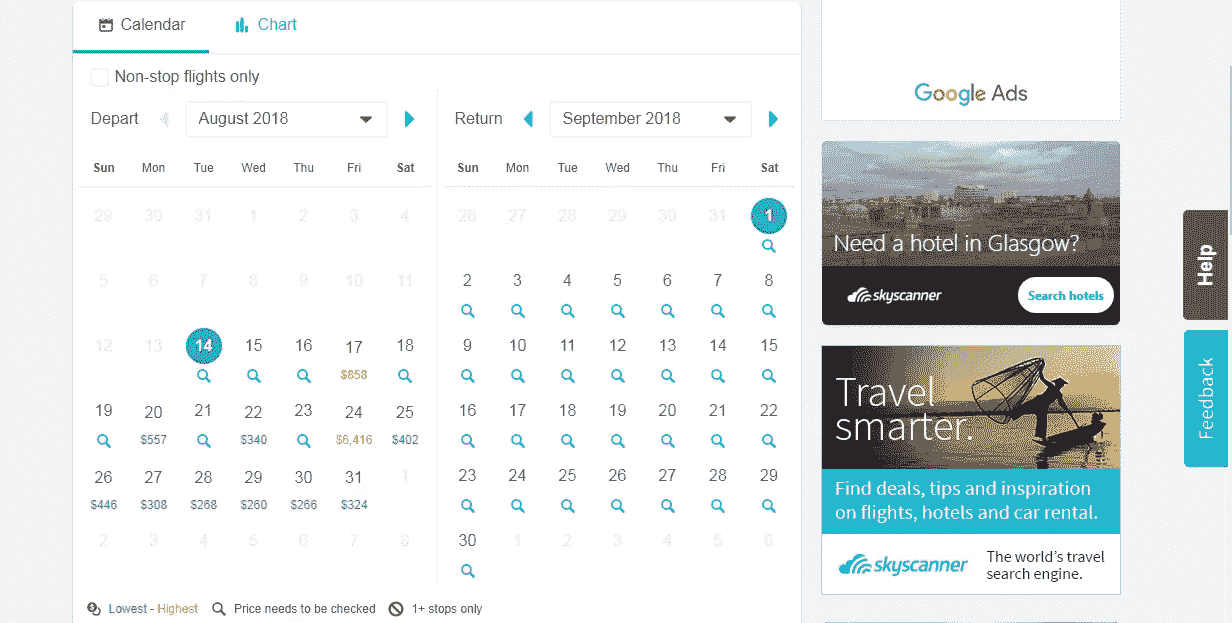 Calendar
Chart
Non-stop flights only
Depart
August 2018
Return
September 2018
Sun Mon Tue Wed Thu Fri Sat
29 30 31 1 2 3 4
5 6 7 8 9 10 11
12 13 14 15 16 17 18
$858
19 20 21 22 23 24 25
$557 $340 $6,416 $402
26 27 28 29 30 31 1
$446 $308 $268 $260 $266 $324
2 3 4 5 6 7 8
Sun Mon Tue Wed Thu Fri Sat
26 27 28 29 30 31 1
2 3 4 5 6 7 8
9 10 11 12 13 14 15
16 17 18 19 20 21 22
23 24 25 26 27 28 29
30 1 2 3 4 5 6
Lowest - Highest
Price needs to be checked
1+ stops only
Google Ads
Need a hotel in Glasgow?
skyscanner
Search hotels
Travel
smarter.
Find deals, tips and inspiration
on flights, hotels and car rental.
skyscanner
The world's travel
search engine.
Help
Feedback